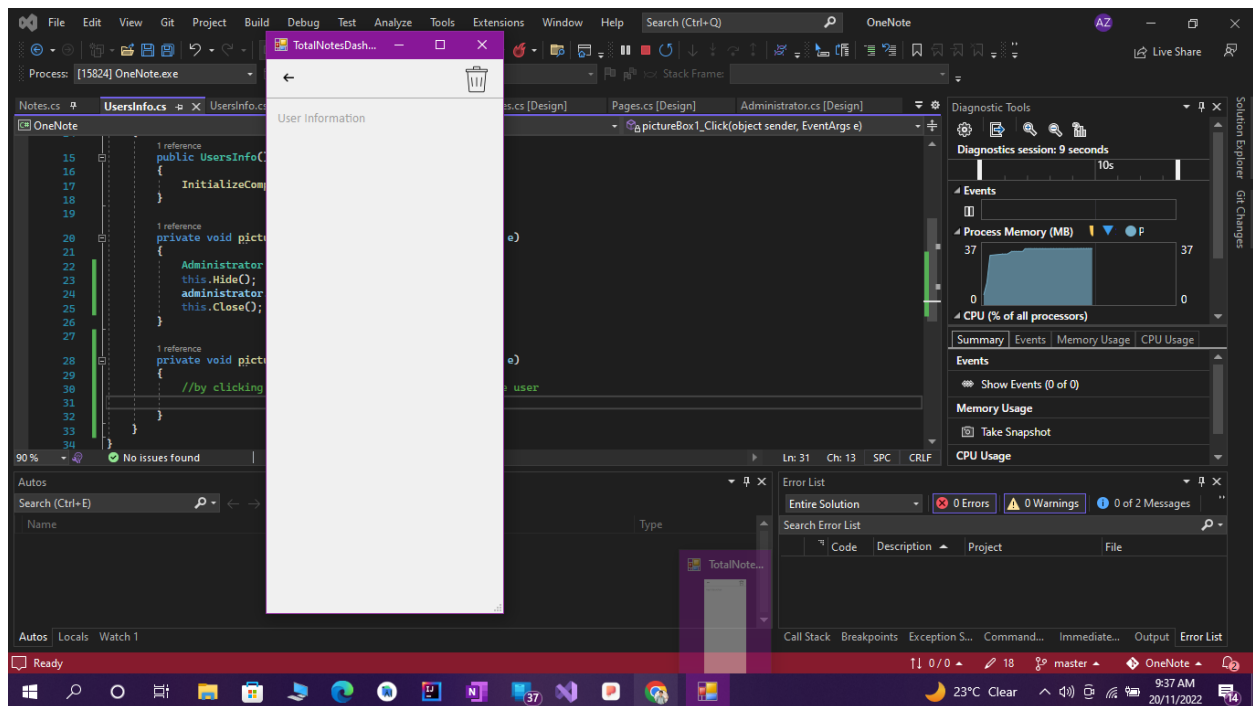 File Edit View Git Project Build Debug Test Analyze Tools Extensions Window Help Search (Ctrl+Q) OneNote AZ
TotalNotesDash...
Live Share
Process: [15824] OneNote.exe
Stack Frame:
Notes.cs UsersInfo.cs UsersInfo.cs
es.cs [Design] Pages.cs [Design] Administrator.cs [Design]
OneNote
pictureBox1_Click(object sender, EventArgs e)
User Information
1 reference
15 public UsersInfo()
16 {
17 InitializeCom
18 }
19
1 reference
20 private void pictu e)
21 {
22 Administrator
23 this.Hide();
24 administrator
25 this.Close();
26 }
27
1 reference
28 private void pictu e)
29 {
30 //by clicking e user
31
32 }
33 }
34 }
90 % No issues found Ln: 31 Ch: 13 SPC CRLF
Diagnostic Tools
Diagnostics session: 9 seconds
10s
Events
Process Memory (MB) P
37 37
0 0
CPU (% of all processors)
Summary Events Memory Usage CPU Usage
Events
Show Events (0 of 0)
Memory Usage
Take Snapshot
CPU Usage
Solution Explorer
Git Changes
Autos
Search (Ctrl+E)
Name Type
TotalNote...
Autos Locals Watch 1
Error List
Entire Solution 0 Errors 0 Warnings 0 of 2 Messages
Search Error List
Code Description Project File
Call Stack Breakpoints Exception S... Command... Immediate... Output Error List
Ready 0 / 0 18 master OneNote 2
37 23°C Clear 9:37 AM
20/11/2022 14